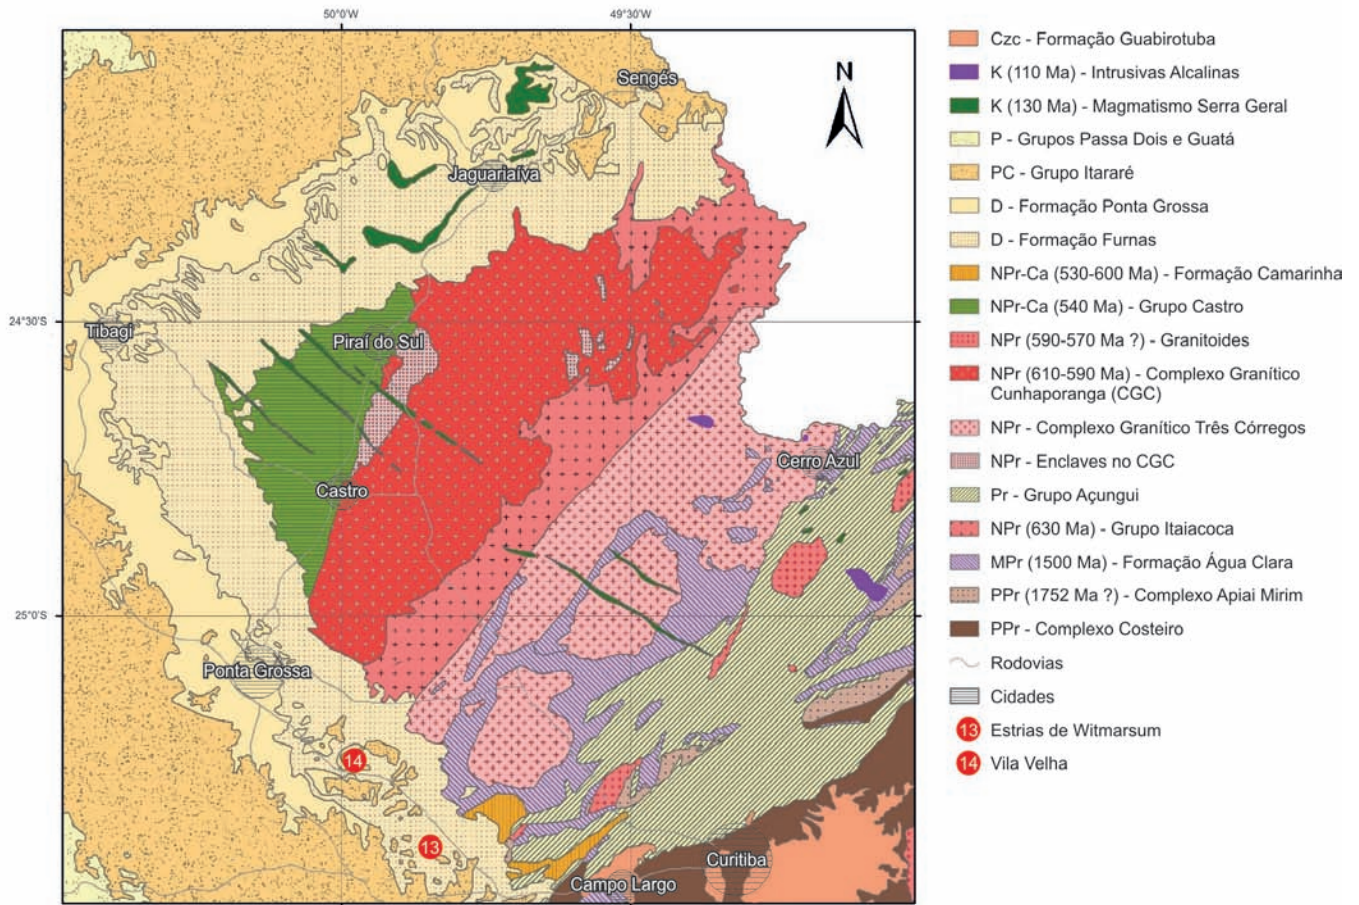 50°0'W
49°30'W
N
Sengés
Jaguariaíva
24°30'S
Tibagi
Piraí do Sul
Cerro Azul
Castro
25°0'S
Ponta Grossa
14
13
Curitiba
Campo Largo
Czc - Formação Guabirotuba
K (110 Ma) - Intrusivas Alcalinas
K (130 Ma) - Magmatismo Serra Geral
P - Grupos Passa Dois e Guatá
PC - Grupo Itararé
D - Formação Ponta Grossa
D - Formação Furnas
NPr-Ca (530-600 Ma) - Formação Camarinha
NPr-Ca (540 Ma) - Grupo Castro
NPr (590-570 Ma ?) - Granitoides
NPr (610-590 Ma) - Complexo Granítico
Cunhaporanga (CGC)
NPr - Complexo Granítico Três Córregos
NPr - Enclaves no CGC
Pr - Grupo Açungui
NPr (630 Ma) - Grupo Itaiacoca
MPr (1500 Ma) - Formação Água Clara
PPr (1752 Ma ?) - Complexo Apiai Mirim
PPr - Complexo Costeiro
Rodovias
Cidades
13 Estrias de Witmarsum
14 Vila Velha